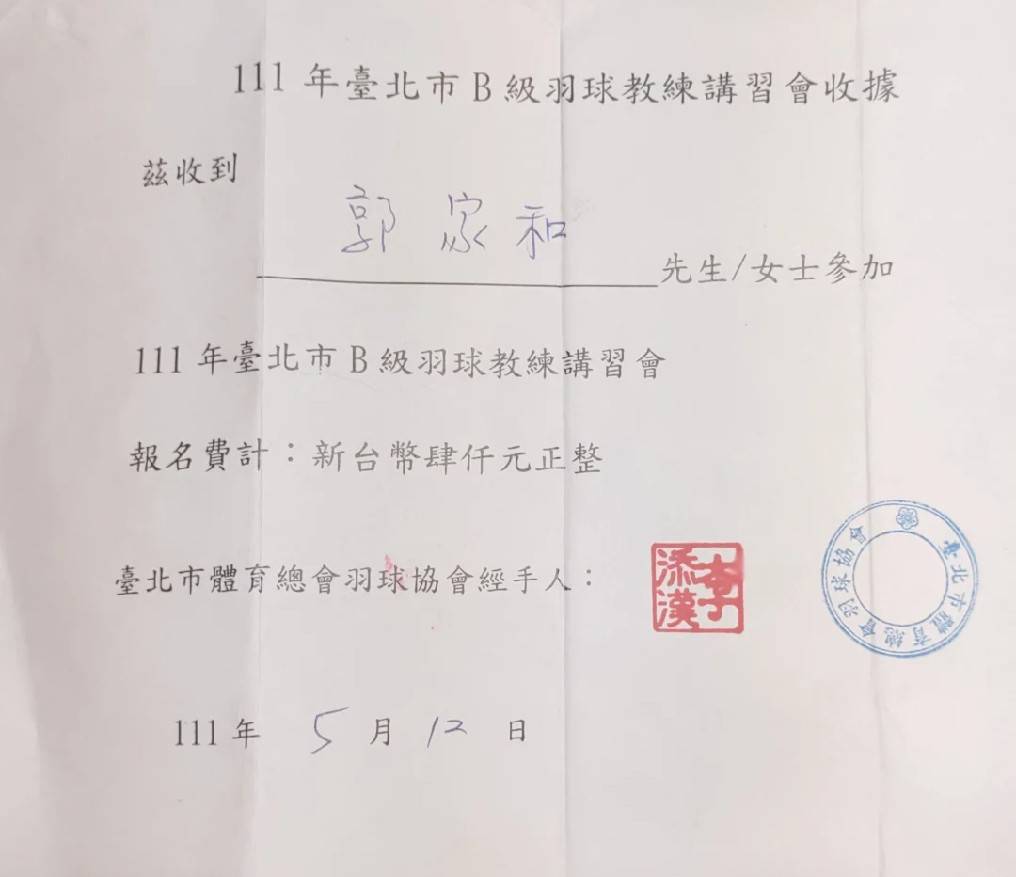 111 年臺北市 B 級羽球教練講習會收據
茲收到
郭家和
先生/女士參加
111 年臺北市 B 級羽球教練講習會
報名費計：新台幣肆仟元正整
臺北市體育總會羽球協會經手人：
李添漢
臺北市體育總會羽球協會
111 年 5 月 12 日